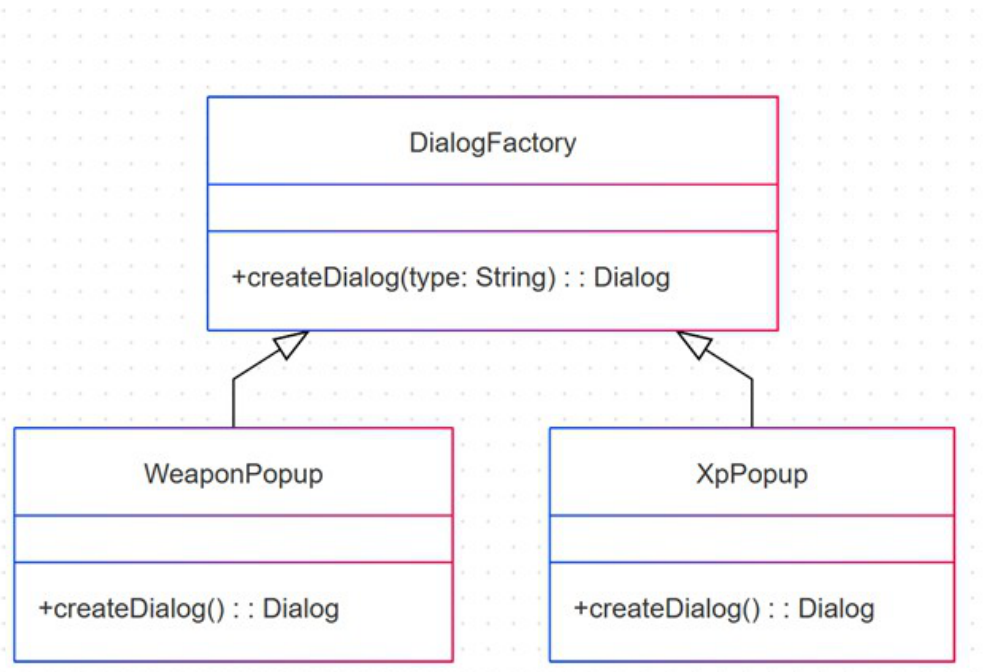 DialogFactory
+createDialog(type: String) : : Dialog
WeaponPopup
+createDialog() : : Dialog
XpPopup
+createDialog() : : Dialog